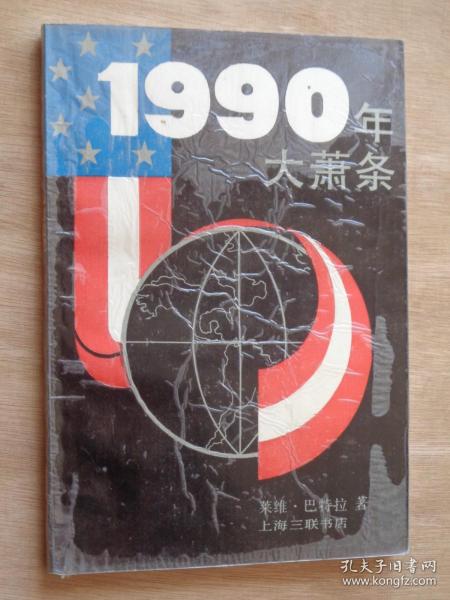 1990年
大萧条
莱维·巴特拉 著
上海三联书店
孔夫子旧书网
www.kongfz.com